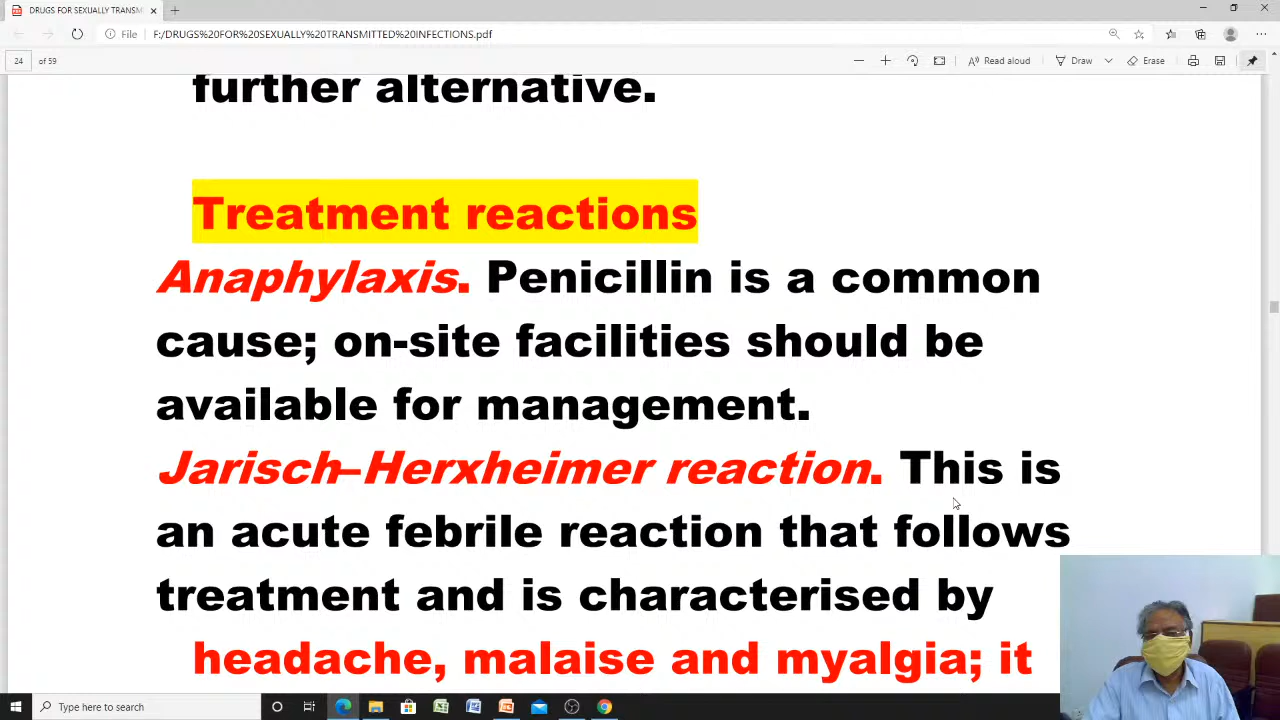 DRUGS FOR SEXUALLY TRANSM
File
F:/DRUGS%20FOR%20SEXUALLY%20TRANSMITTED%20INFECTIONS.pdf
24 of 59
Read aloud
Draw
Erase
further alternative.
Treatment reactions
Anaphylaxis. Penicillin is a common
cause; on-site facilities should be
available for management.
Jarisch–Herxheimer reaction. This is
an acute febrile reaction that follows
treatment and is characterised by
headache, malaise and myalgia; it
Type here to search